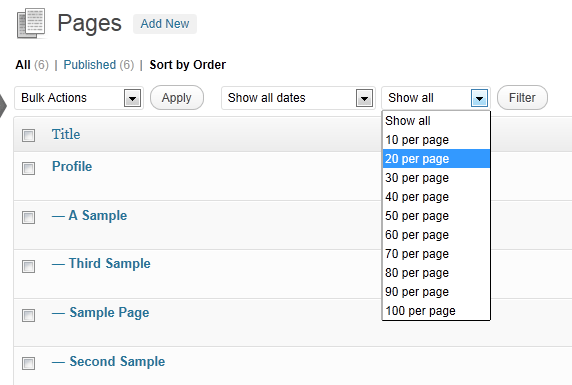 Pages Add New
All (6) | Published (6) | Sort by Order
Bulk Actions Apply Show all dates Show all Filter
Show all
10 per page
20 per page
30 per page
40 per page
50 per page
60 per page
70 per page
80 per page
90 per page
100 per page
Title
Profile
— A Sample
— Third Sample
— Sample Page
— Second Sample